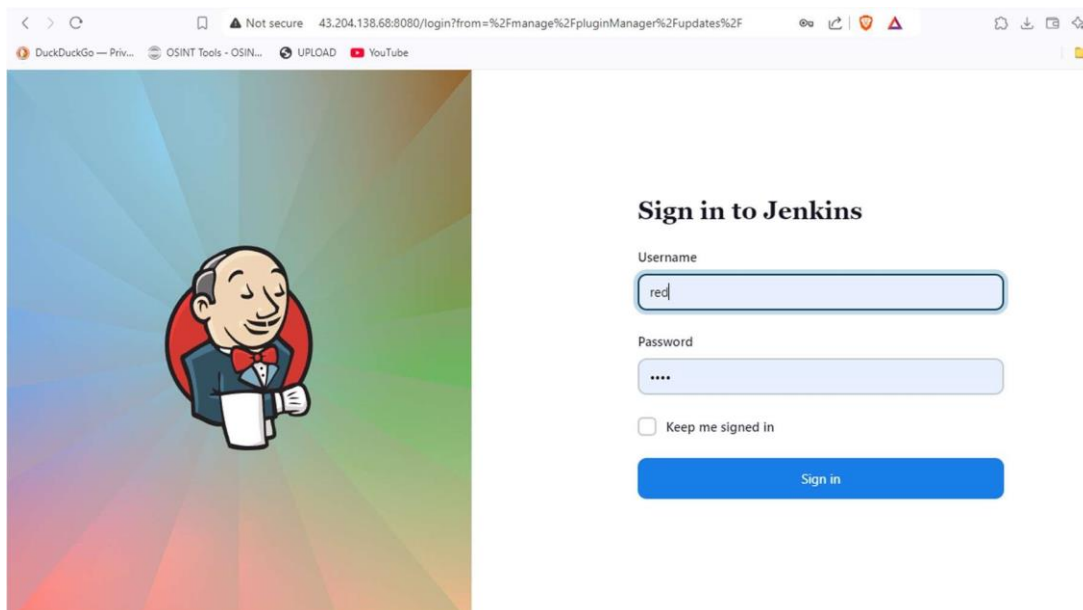 Not secure 43.204.138.68:8080/login?from=%2Fmanage%2FpluginManager%2Fupdates%2F
DuckDuckGo — Priv... OSINT Tools - OSIN... UPLOAD YouTube
Sign in to Jenkins
Username
red
Password
••••
Keep me signed in
Sign in